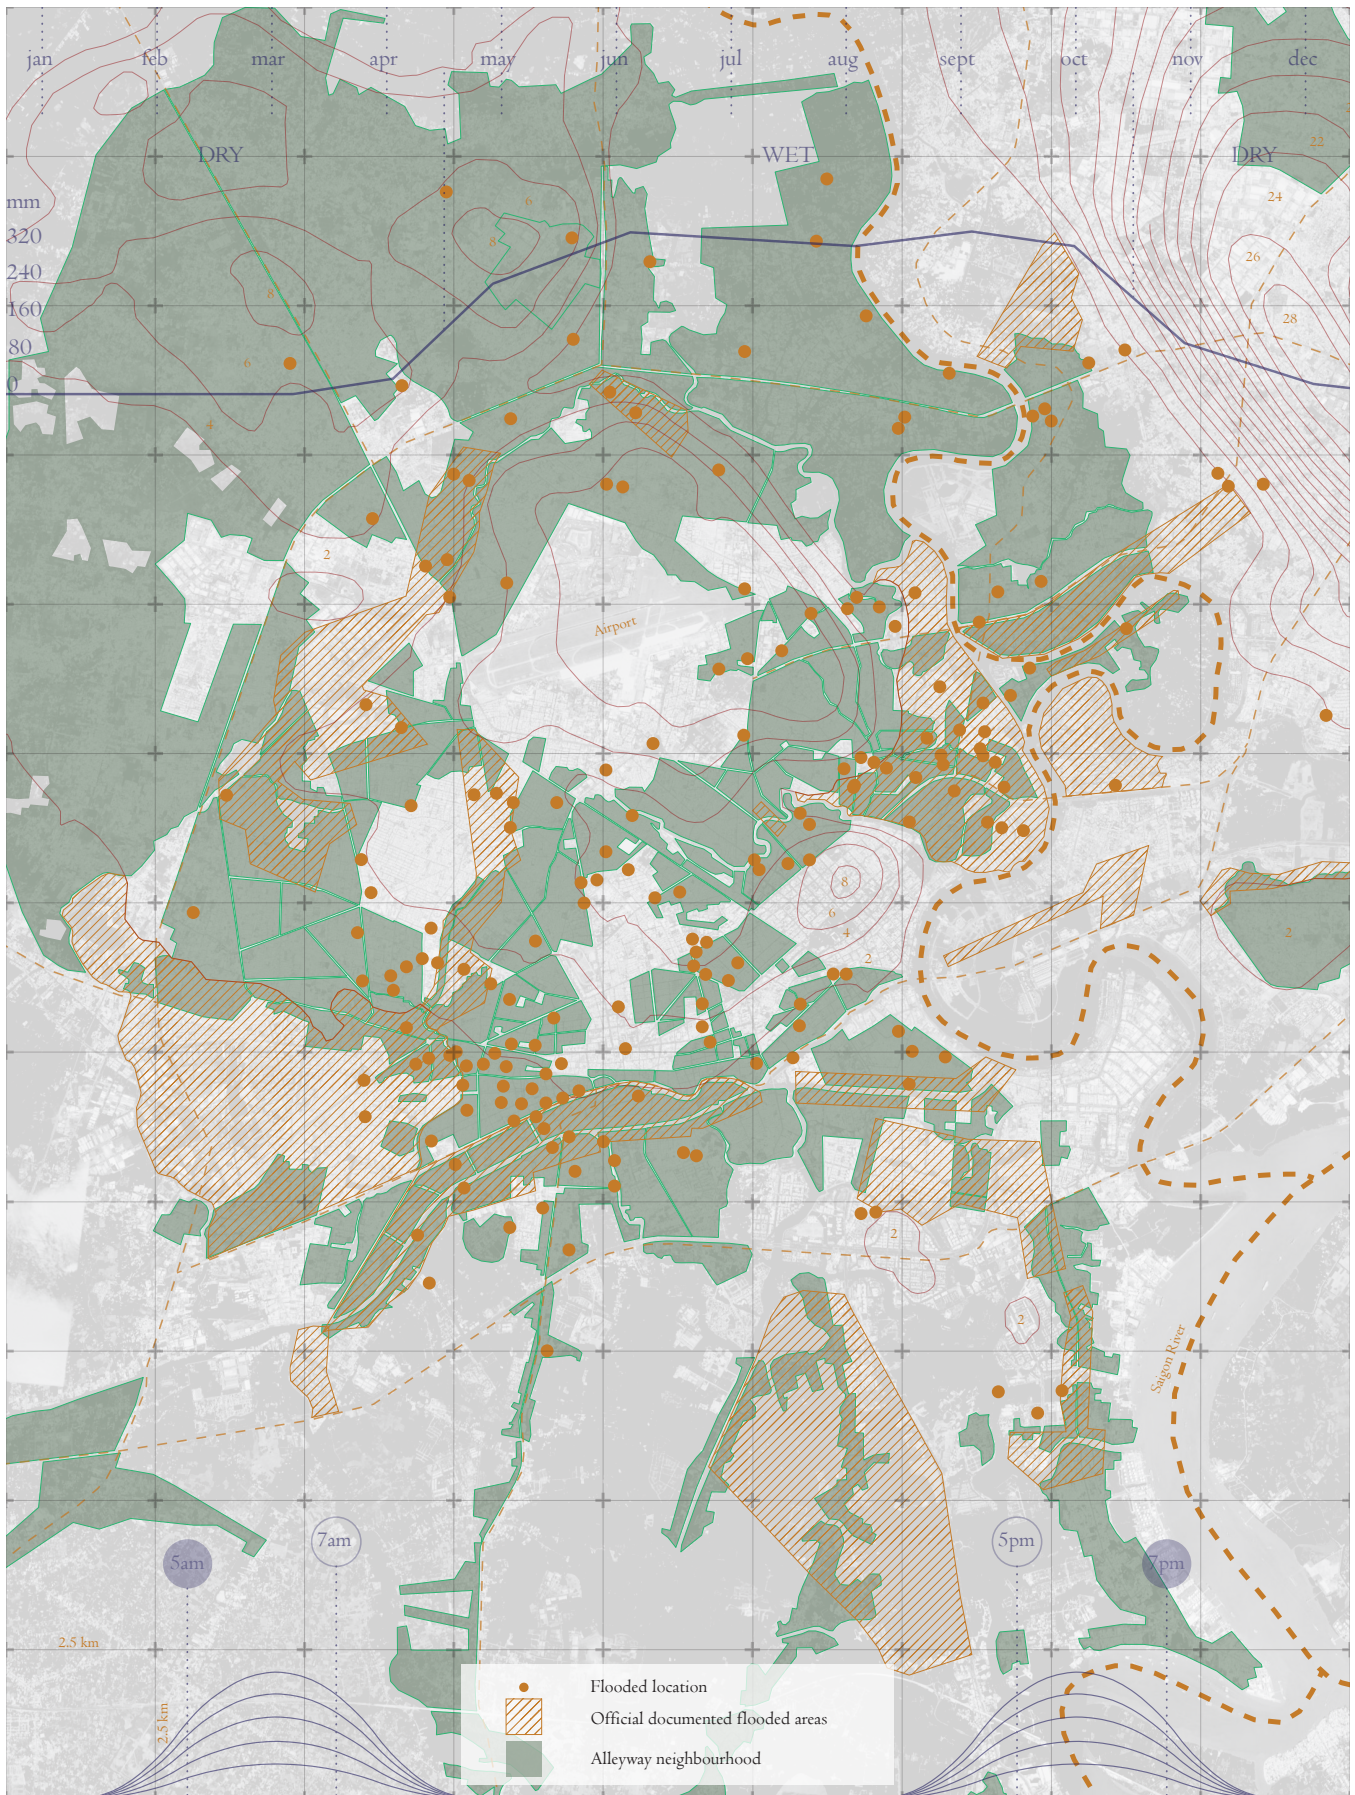 jan feb mar apr may jun jul aug sept oct nov dec
DRY WET DRY
22
mm
24
6
320
8
26
240
8
160
28
80
6
0
4
2
Airport
8
6
4
2
2
2
2
Saigon River
5am 7am 5pm 7pm
2.5 km
2.5 km
Flooded location
Official documented flooded areas
Alleyway neighbourhood